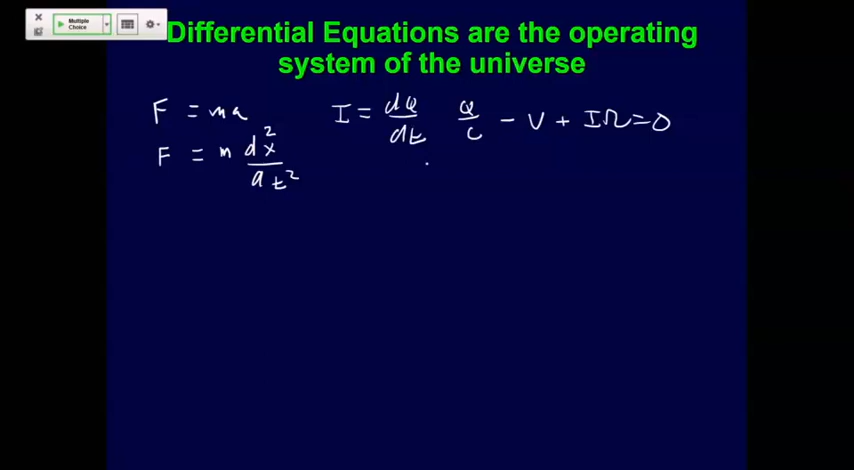 Multiple
Choice
Differential Equations are the operating
system of the universe
F = ma
I = dQ/dt
Q/C - V + IΩ = 0
F = m d²x/dt²